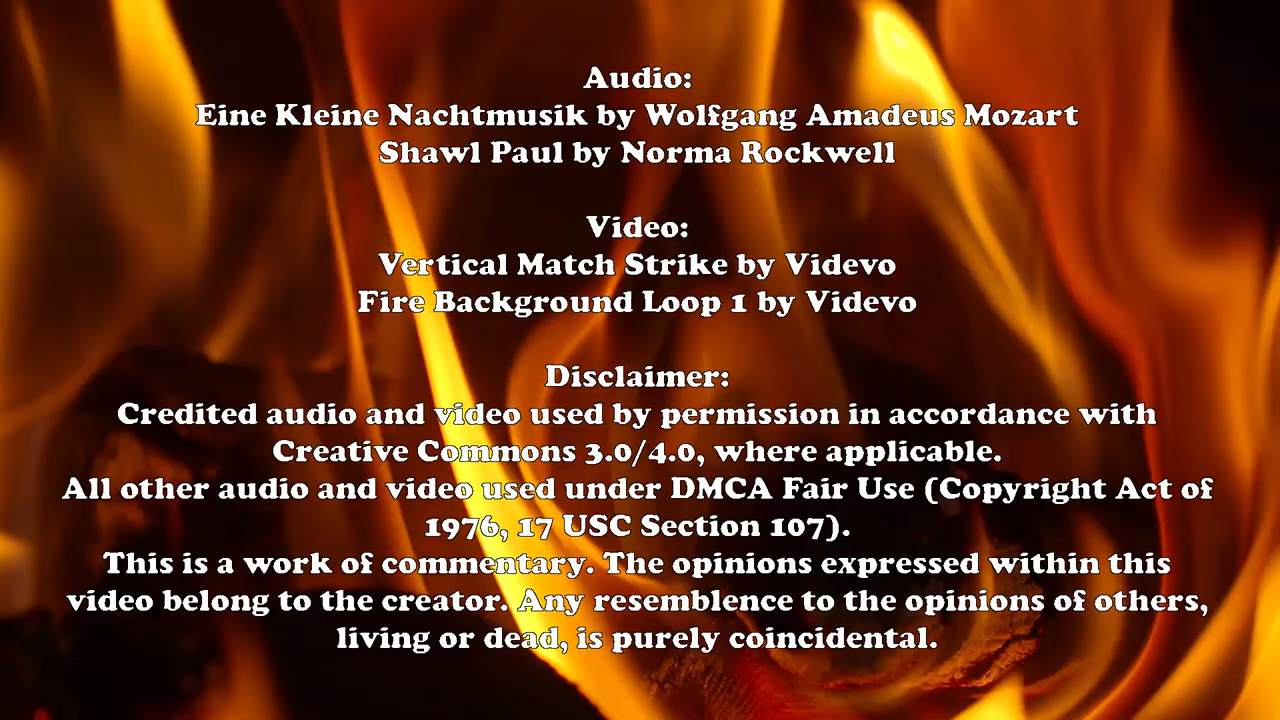 Audio:
Eine Kleine Nachtmusik by Wolfgang Amadeus Mozart
Shawl Paul by Norma Rockwell
Video:
Vertical Match Strike by Videvo
Fire Background Loop 1 by Videvo
Disclaimer:
Credited audio and video used by permission in accordance with
Creative Commons 3.0/4.0, where applicable.
All other audio and video used under DMCA Fair Use (Copyright Act of
1976, 17 USC Section 107).
This is a work of commentary. The opinions expressed within this
video belong to the creator. Any resemblence to the opinions of others,
living or dead, is purely coincidental.